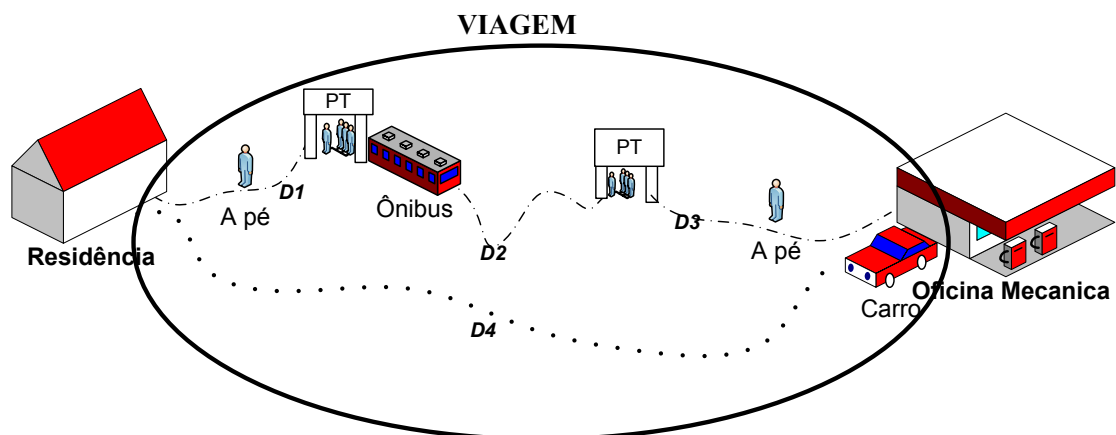 VIAGEM
PT
PT
D1
A pé
Ônibus
D2
D3
A pé
Residência
Carro
Oficina Mecanica
D4